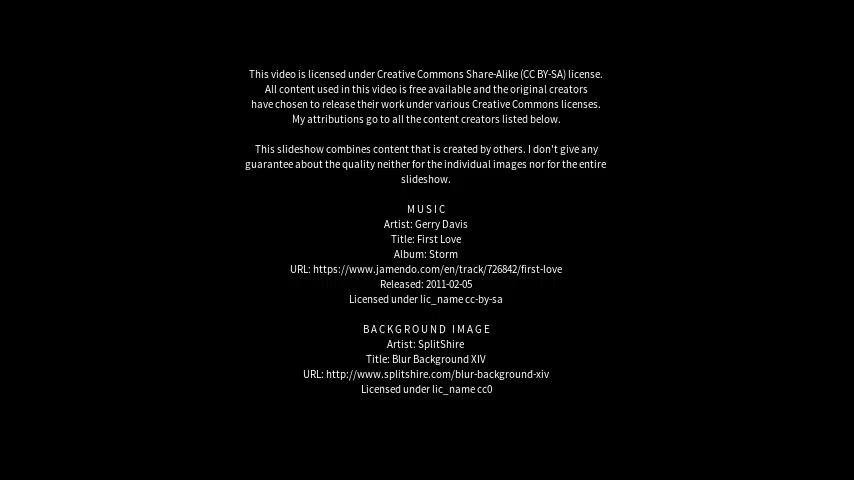 This video is licensed under Creative Commons Share-Alike (CC BY-SA) license.
All content used in this video is free available and the original creators
have chosen to release their work under various Creative Commons licenses.
My attributions go to all the content creators listed below.
This slideshow combines content that is created by others. I don't give any
guarantee about the quality neither for the individual images nor for the entire
slideshow.
MUSIC
Artist: Gerry Davis
Title: First Love
Album: Storm
URL: https://www.jamendo.com/en/track/726842/first-love
Released: 2011-02-05
Licensed under lic_name cc-by-sa
BACKGROUND IMAGE
Artist: SplitShire
Title: Blur Background XIV
URL: http://www.splitshire.com/blur-background-xiv
Licensed under lic_name cc0